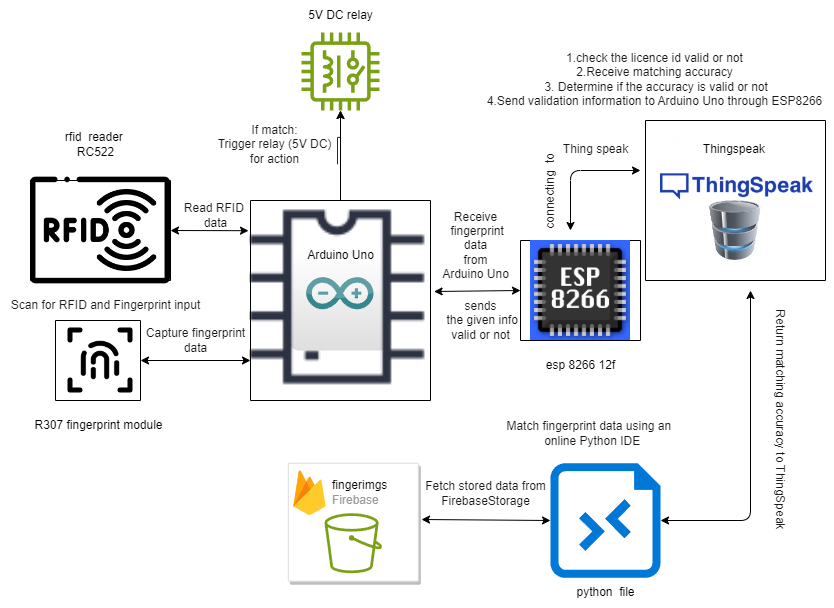 5V DC relay
1.check the licence id valid or not
2.Receive matching accuracy
3. Determine if the accuracy is valid or not
4.Send validation information to Arduino Uno through ESP8266
rfid reader
RC522
If match:
Trigger relay (5V DC)
for action
RFID
Read RFID
data
Arduino Uno
Receive
fingerprint
data
from
Arduino Uno
sends
the given info
valid or not
connecting to
Thing speak
Thingspeak
ThingSpeak
ESP
8266
esp 8266 12f
Scan for RFID and Fingerprint input
Capture fingerprint
data
R307 fingerprint module
Return matching accuracy to ThingSpeak
Match fingerprint data using an
online Python IDE
fingerimgs
Firebase
Fetch stored data from
FirebaseStorage
python file